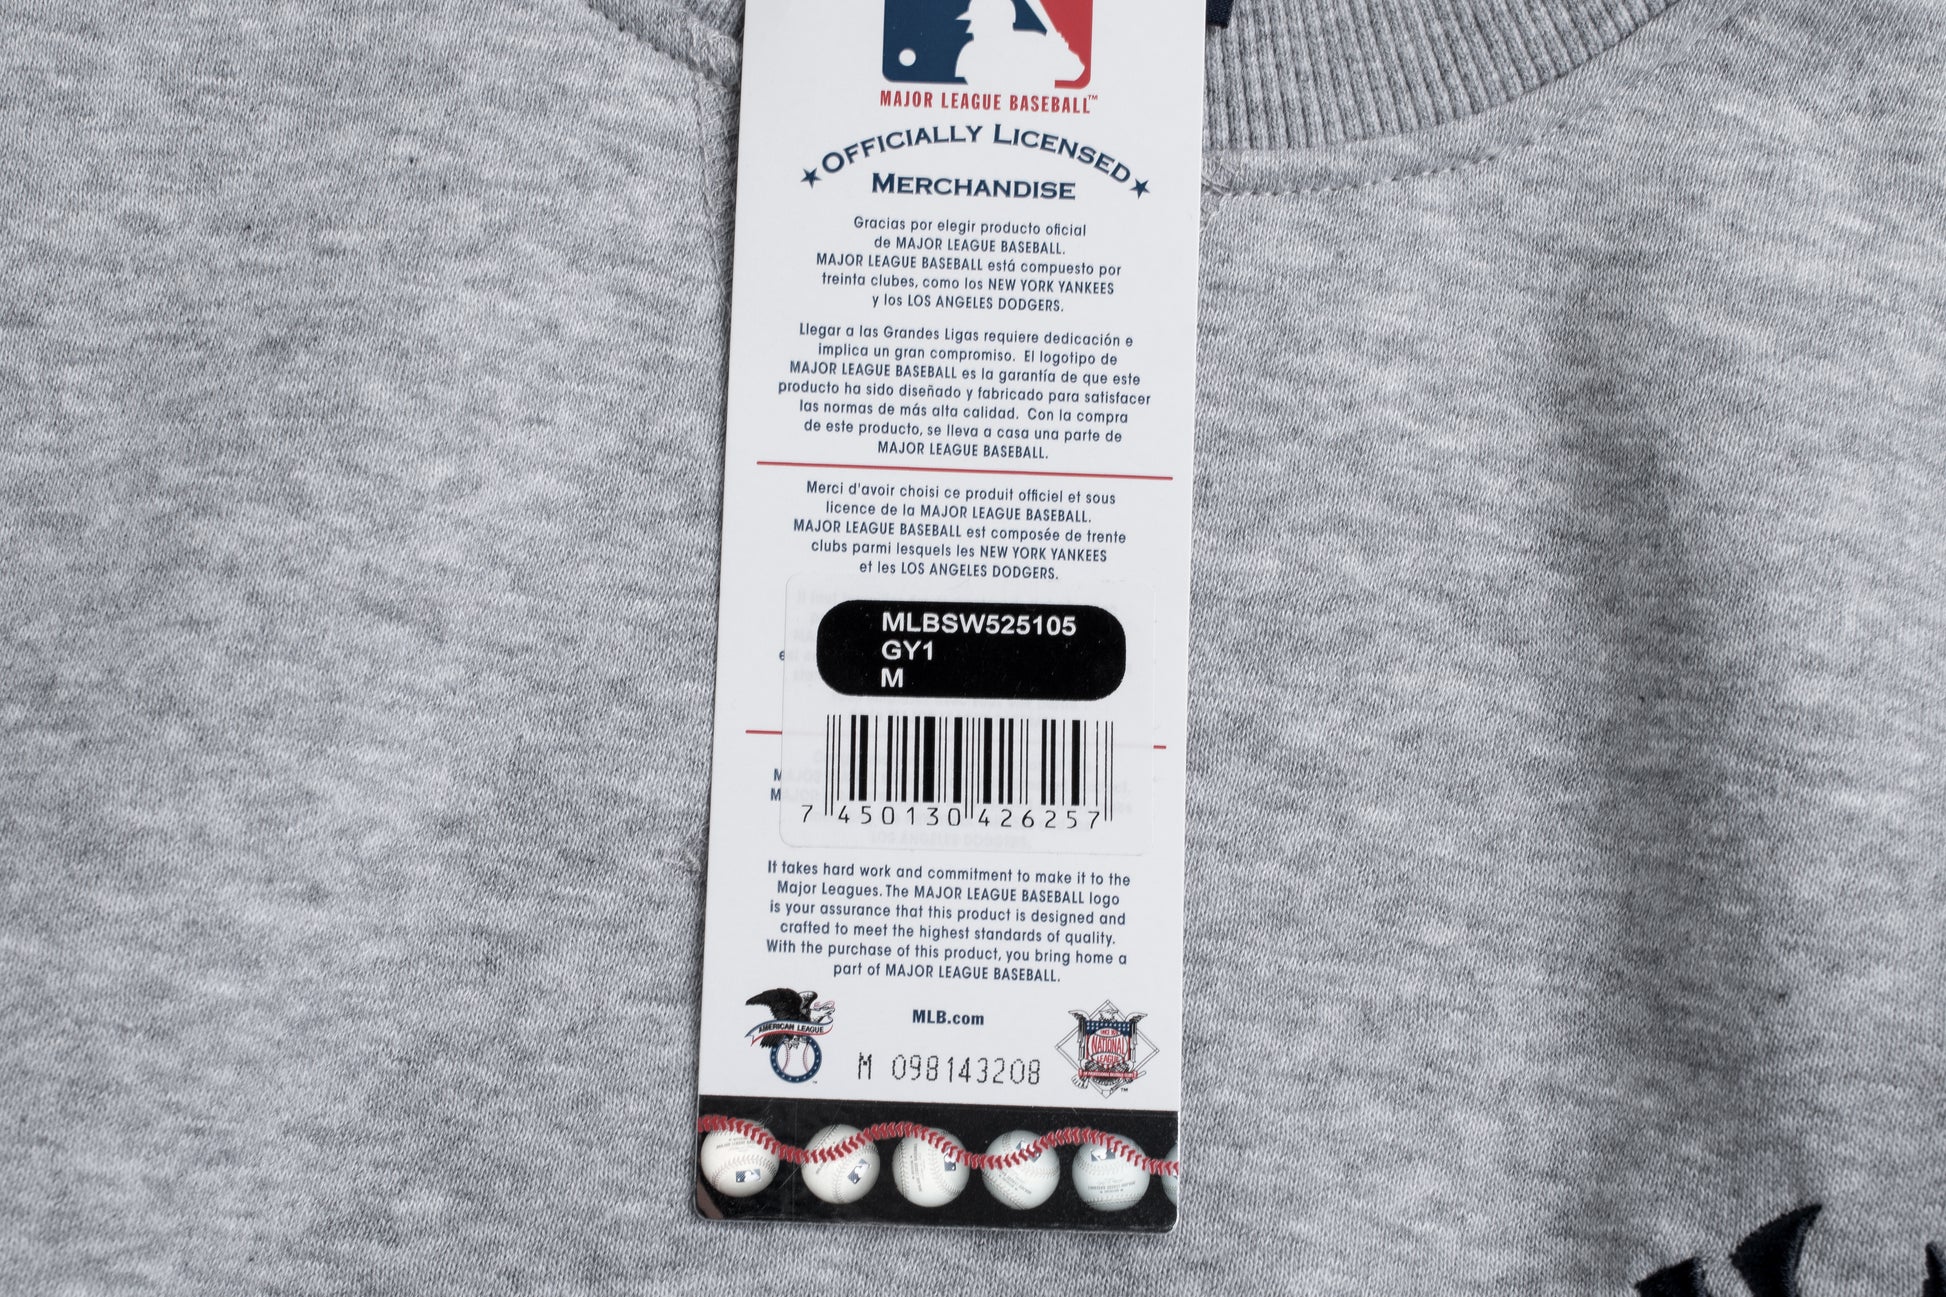 MAJOR LEAGUE BASEBALL™
OFFICIALLY LICENSED
MERCHANDISE
Gracias por elegir producto oficial
de MAJOR LEAGUE BASEBALL.
MAJOR LEAGUE BASEBALL está compuesto por
treinta clubes, como los NEW YORK YANKEES
y los LOS ANGELES DODGERS.
Llegar a las Grandes Ligas requiere dedicación e
implica un gran compromiso. El logotipo de
MAJOR LEAGUE BASEBALL es la garantía de que este
producto ha sido diseñado y fabricado para satisfacer
las normas de más alta calidad. Con la compra
de este producto, se lleva a casa una parte de
MAJOR LEAGUE BASEBALL.
Merci d'avoir choisi ce produit officiel et sous
licence de la MAJOR LEAGUE BASEBALL.
MAJOR LEAGUE BASEBALL est composée de trente
clubs parmi lesquels les NEW YORK YANKEES
et les LOS ANGELES DODGERS.
MLBSW525105
GY1
M
7 450130 426257
LOS ANGELES DODGERS.
It takes hard work and commitment to make it to the
Major Leagues. The MAJOR LEAGUE BASEBALL logo
is your assurance that this product is designed and
crafted to meet the highest standards of quality.
With the purchase of this product, you bring home a
part of MAJOR LEAGUE BASEBALL.
AMERICAN LEAGUE
MLB.com
NATIONAL
LEAGUE
M 098143208